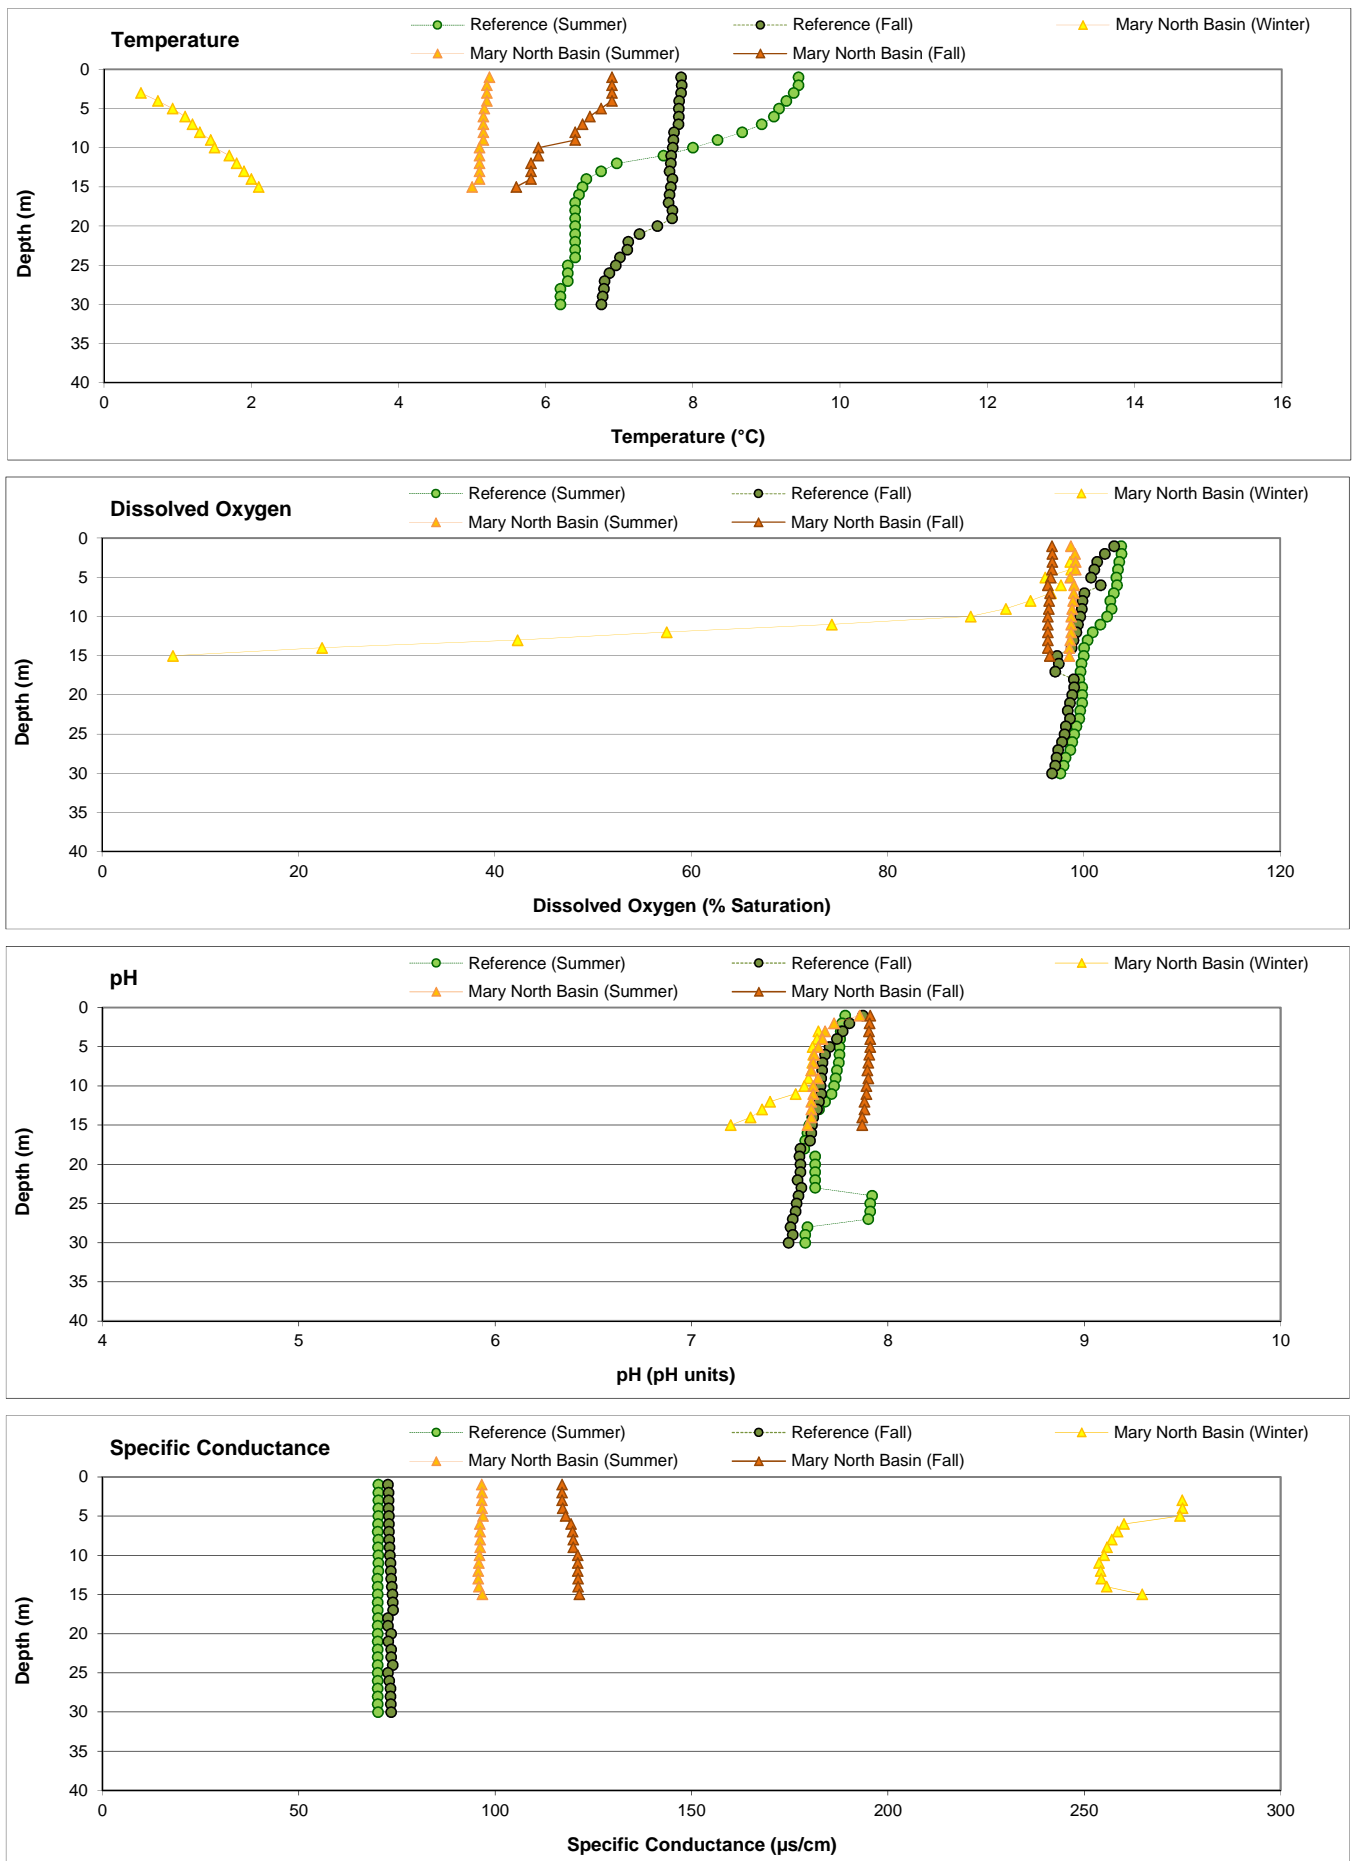 Temperature
Reference (Summer) Reference (Fall) Mary North Basin (Winter)
Mary North Basin (Summer) Mary North Basin (Fall)
0
5
10
15
20
25
30
35
40
Depth (m)
0 2 4 6 8 10 12 14 16
Temperature (°C)
Dissolved Oxygen
Reference (Summer) Reference (Fall) Mary North Basin (Winter)
Mary North Basin (Summer) Mary North Basin (Fall)
0
5
10
15
20
25
30
35
40
Depth (m)
0 20 40 60 80 100 120
Dissolved Oxygen (% Saturation)
pH
Reference (Summer) Reference (Fall) Mary North Basin (Winter)
Mary North Basin (Summer) Mary North Basin (Fall)
0
5
10
15
20
25
30
35
40
Depth (m)
4 5 6 7 8 9 10
pH (pH units)
Specific Conductance
Reference (Summer) Reference (Fall) Mary North Basin (Winter)
Mary North Basin (Summer) Mary North Basin (Fall)
0
5
10
15
20
25
30
35
40
Depth (m)
0 50 100 150 200 250 300
Specific Conductance (µs/cm)